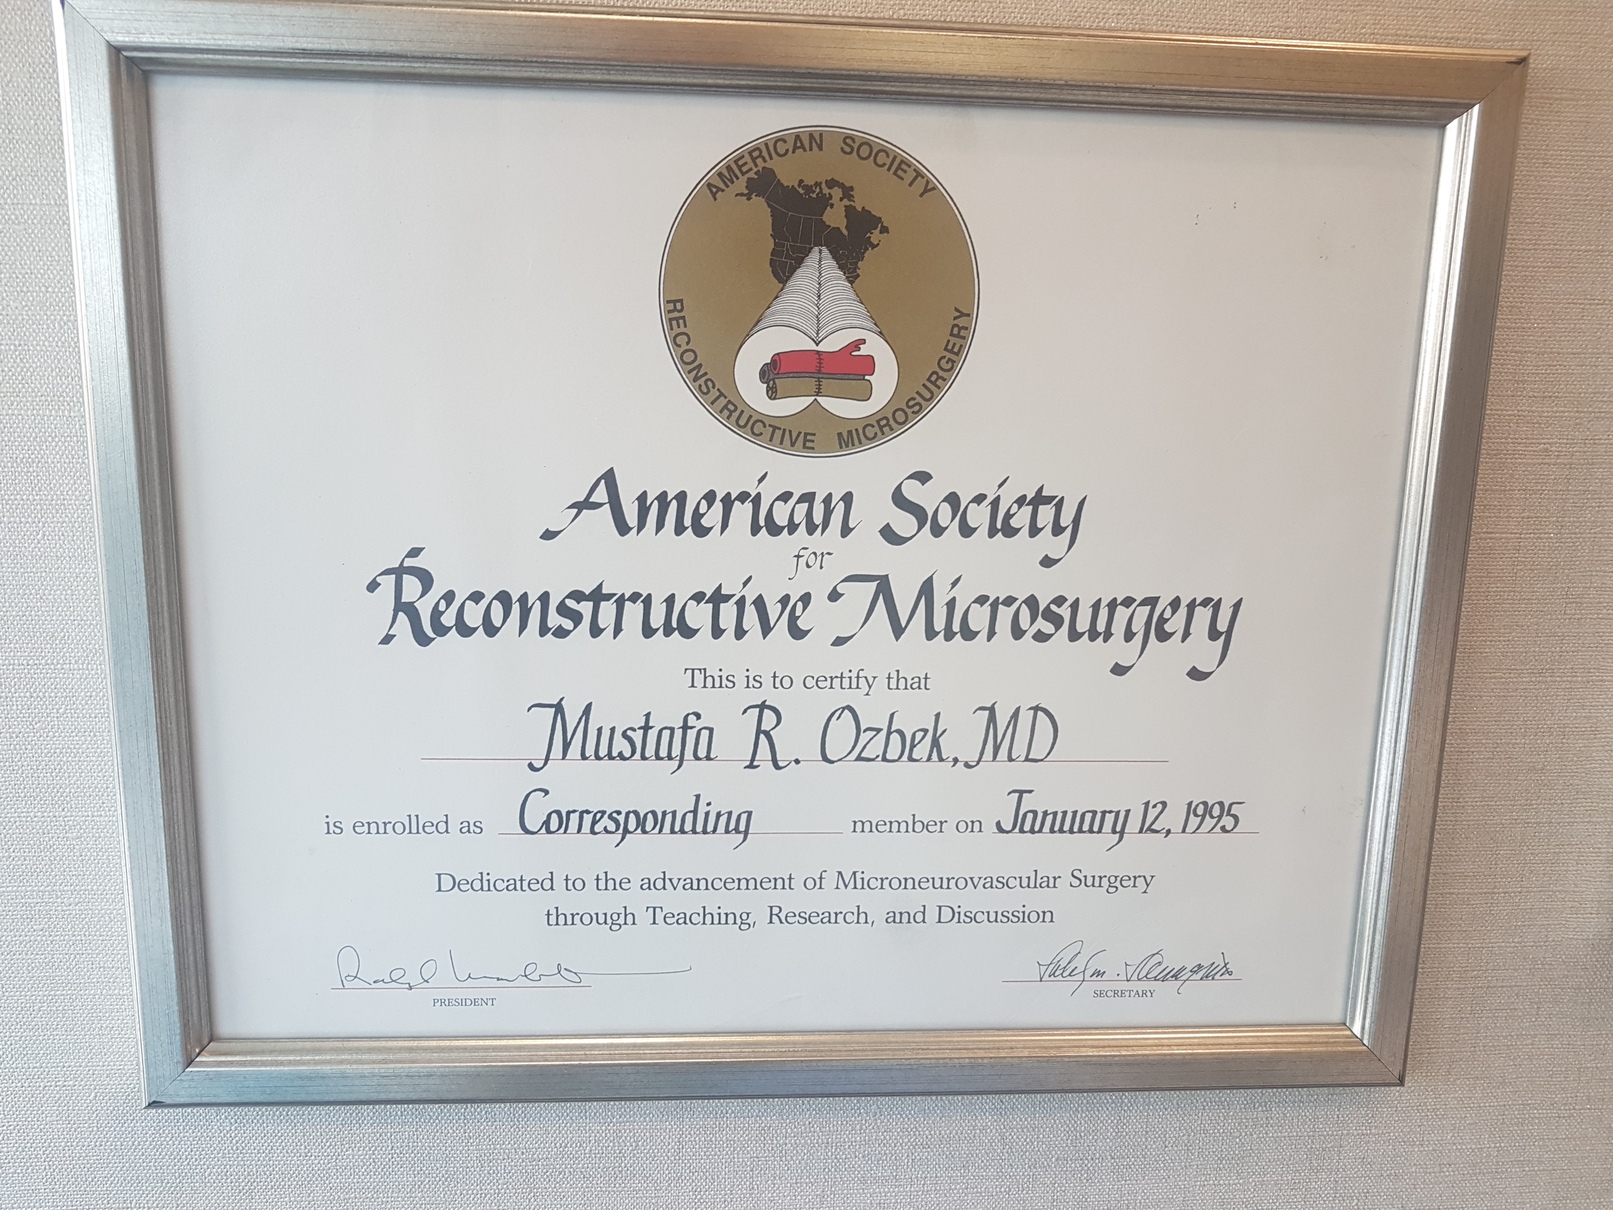 AMERICAN SOCIETY
RECONSTRUCTIVE MICROSURGERY
American Society
for
Reconstructive Microsurgery
This is to certify that
Mustafa R. Ozbek, MD
is enrolled as Corresponding member on January 12, 1995
Dedicated to the advancement of Microneurovascular Surgery
through Teaching, Research, and Discussion
PRESIDENT
SECRETARY